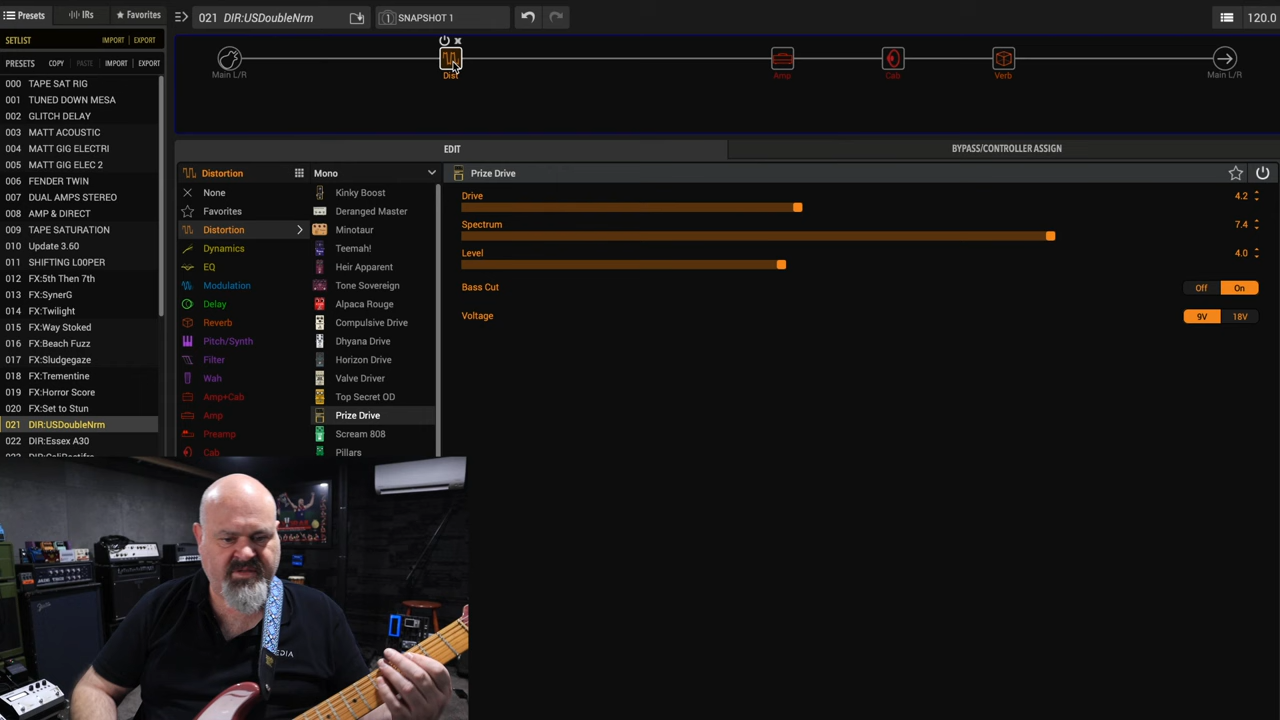 Presets
IRs
Favorites
021 DIR:USDoubleNrm
1
SNAPSHOT 1
120.0
SETLIST
IMPORT
EXPORT
PRESETS
COPY
PASTE
IMPORT
EXPORT
000 TAPE SAT RIG
001 TUNED DOWN MESA
002 GLITCH DELAY
003 MATT ACOUSTIC
004 MATT GIG ELECTRI
005 MATT GIG ELEC 2
006 FENDER TWIN
007 DUAL AMPS STEREO
008 AMP & DIRECT
009 TAPE SATURATION
010 Update 3.60
011 SHIFTING L00PER
012 FX:5th Then 7th
013 FX:SynerG
014 FX:Twilight
015 FX:Way Stoked
016 FX:Beach Fuzz
017 FX:Sludgegaze
018 FX:Trementine
019 FX:Horror Score
020 FX:Set to Stun
021 DIR:USDoubleNrm
022 DIR:Essex A30
Main L/R
Dist
Amp
Cab
Verb
Main L/R
EDIT
BYPASS/CONTROLLER ASSIGN
Distortion
None
Favorites
Distortion
Dynamics
EQ
Modulation
Delay
Reverb
Pitch/Synth
Filter
Wah
Amp+Cab
Amp
Preamp
Cab
Mono
Kinky Boost
Deranged Master
Minotaur
Teemah!
Heir Apparent
Tone Sovereign
Alpaca Rouge
Compulsive Drive
Dhyana Drive
Horizon Drive
Valve Driver
Top Secret OD
Prize Drive
Scream 808
Pillars
Prize Drive
Drive 4.2
Spectrum 7.4
Level 4.0
Bass Cut Off On
Voltage 9V 18V
EDIA